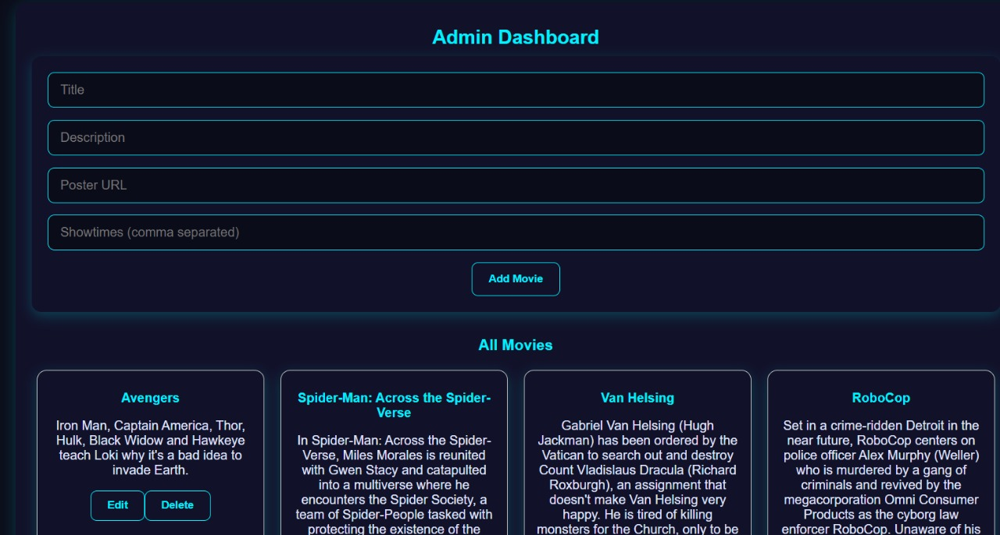 Admin Dashboard
Title
Description
Poster URL
Showtimes (comma separated)
Add Movie
All Movies
Avengers
Iron Man, Captain America, Thor,
Hulk, Black Widow and Hawkeye
teach Loki why it's a bad idea to
invade Earth.
Edit
Delete
Spider-Man: Across the Spider-
Verse
In Spider-Man: Across the Spider-
Verse, Miles Morales is reunited
with Gwen Stacy and catapulted
into a multiverse where he
encounters the Spider Society, a
team of Spider-People tasked with
protecting the existence of the
Van Helsing
Gabriel Van Helsing (Hugh
Jackman) has been ordered by the
Vatican to search out and destroy
Count Vladislaus Dracula (Richard
Roxburgh), an assignment that
doesn't make Van Helsing very
happy. He is tired of killing
monsters for the Church, only to be
RoboCop
Set in a crime-ridden Detroit in the
near future, RoboCop centers on
police officer Alex Murphy (Weller)
who is murdered by a gang of
criminals and revived by the
megacorporation Omni Consumer
Products as the cyborg law
enforcer RoboCop. Unaware of his